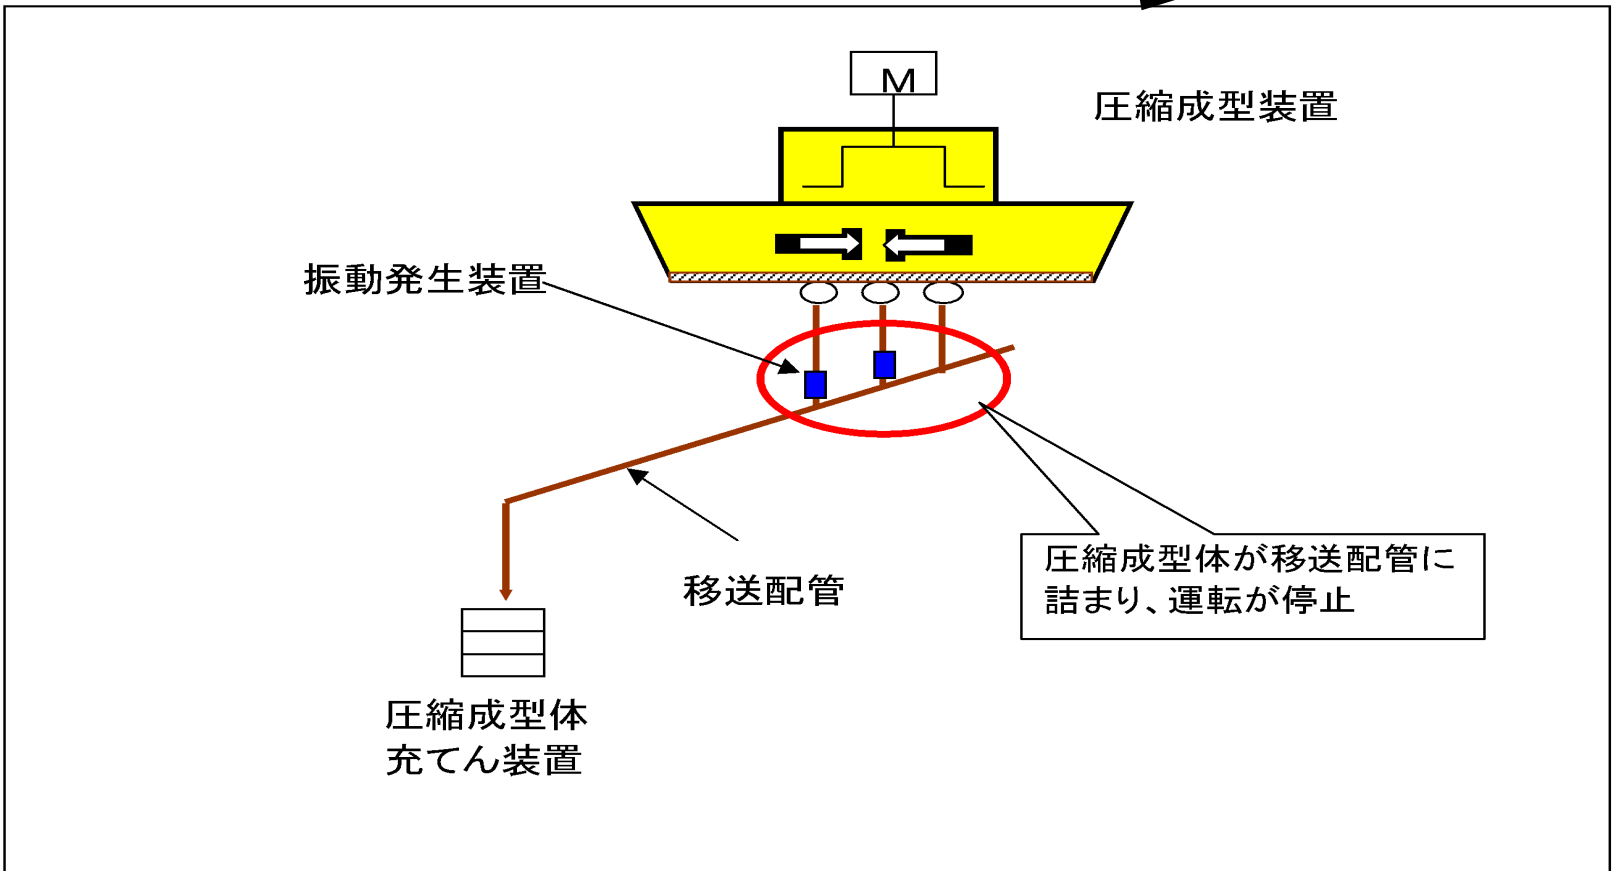 M
圧縮成型装置
振動発生装置
圧縮成型体が移送配管に
詰まり、運転が停止
移送配管
圧縮成型体
充てん装置